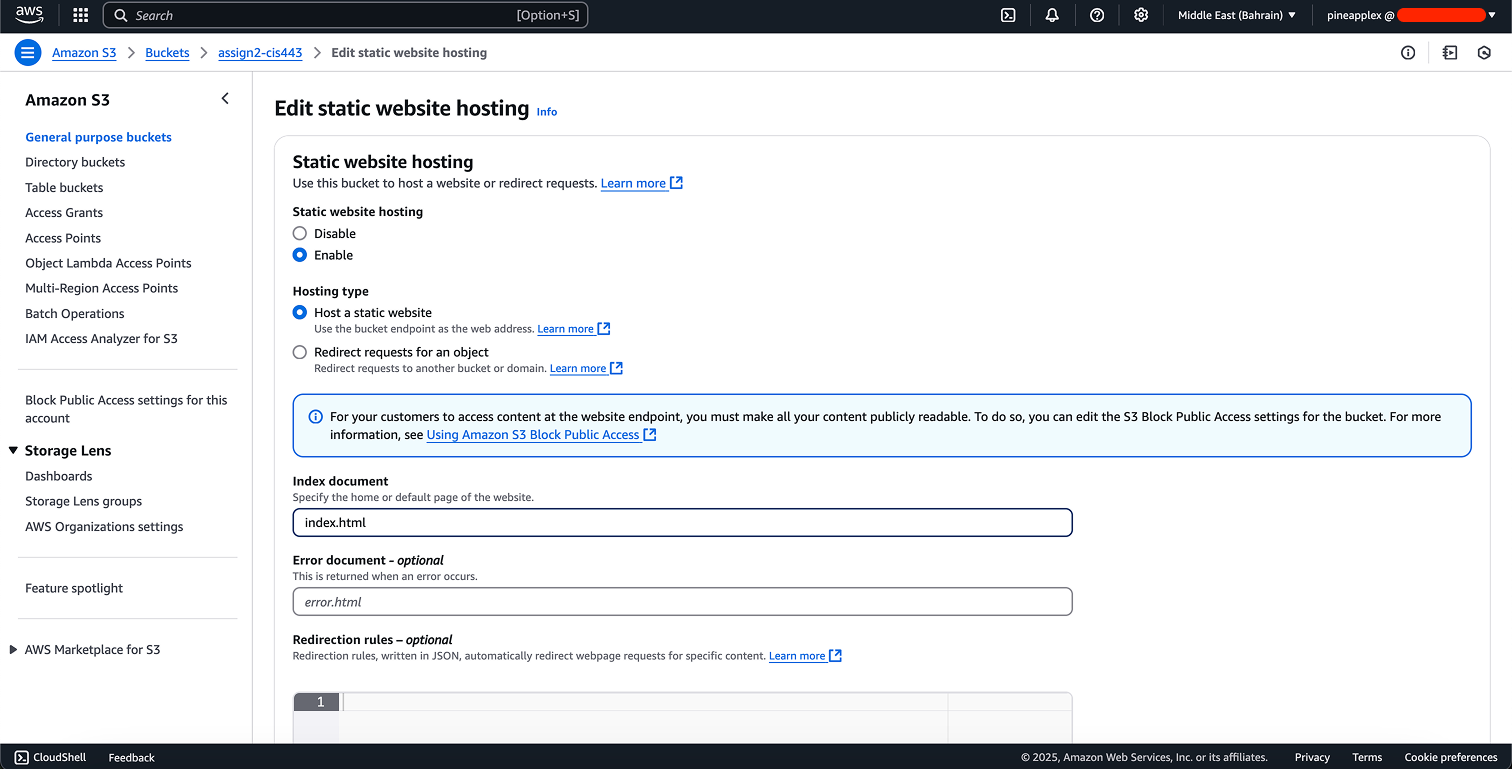 aws
Search [Option+S]
Middle East (Bahrain)
pineapplex @
Amazon S3
Buckets
assign2-cis443
Edit static website hosting
Amazon S3
General purpose buckets
Directory buckets
Table buckets
Access Grants
Access Points
Object Lambda Access Points
Multi-Region Access Points
Batch Operations
IAM Access Analyzer for S3
Block Public Access settings for this
account
Storage Lens
Dashboards
Storage Lens groups
AWS Organizations settings
Feature spotlight
AWS Marketplace for S3
Edit static website hosting Info
Static website hosting
Use this bucket to host a website or redirect requests. Learn more
Static website hosting
Disable
Enable
Hosting type
Host a static website
Use the bucket endpoint as the web address. Learn more
Redirect requests for an object
Redirect requests to another bucket or domain. Learn more
For your customers to access content at the website endpoint, you must make all your content publicly readable. To do so, you can edit the S3 Block Public Access settings for the bucket. For more
information, see Using Amazon S3 Block Public Access
Index document
Specify the home or default page of the website.
index.html
Error document - optional
This is returned when an error occurs.
error.html
Redirection rules – optional
Redirection rules, written in JSON, automatically redirect webpage requests for specific content. Learn more
1
CloudShell
Feedback
© 2025, Amazon Web Services, Inc. or its affiliates.
Privacy
Terms
Cookie preferences